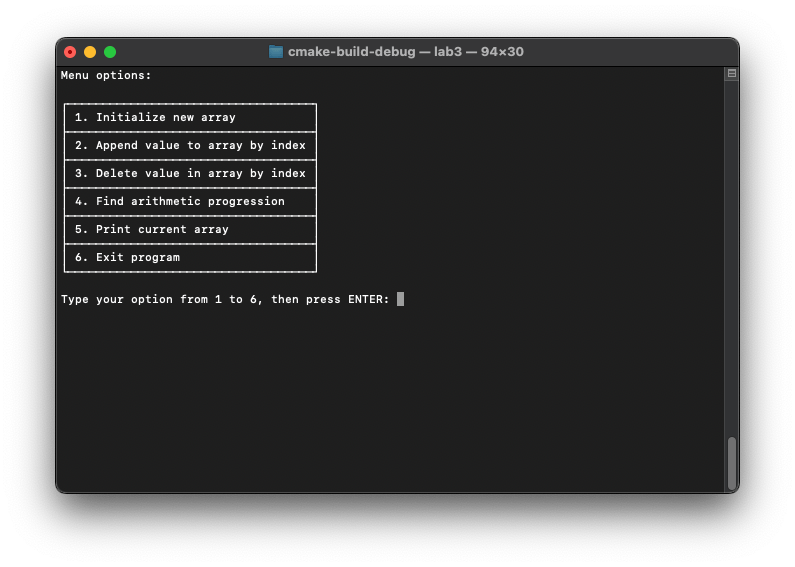 cmake-build-debug — lab3 — 94×30
Menu options:
1. Initialize new array
2. Append value to array by index
3. Delete value in array by index
4. Find arithmetic progression
5. Print current array
6. Exit program
Type your option from 1 to 6, then press ENTER: